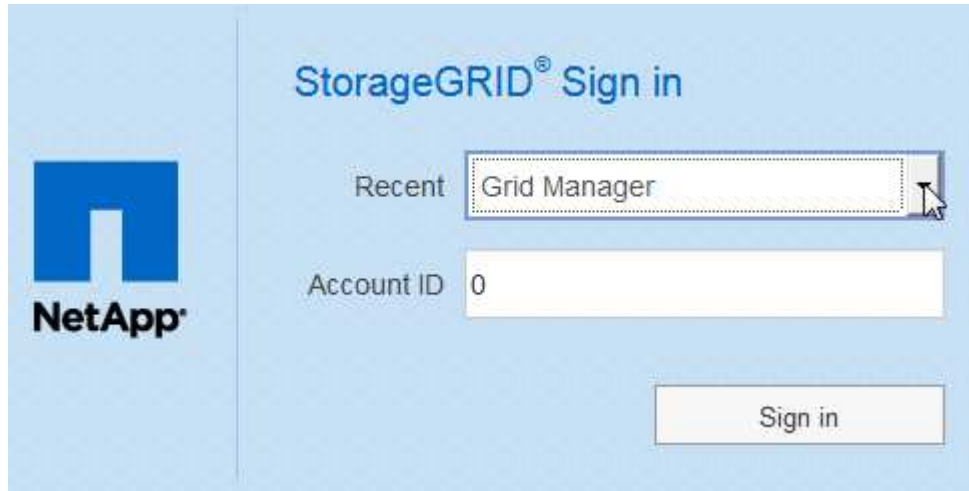 StorageGRID® Sign in
Recent Grid Manager
Account ID 0
NetApp®
Sign in